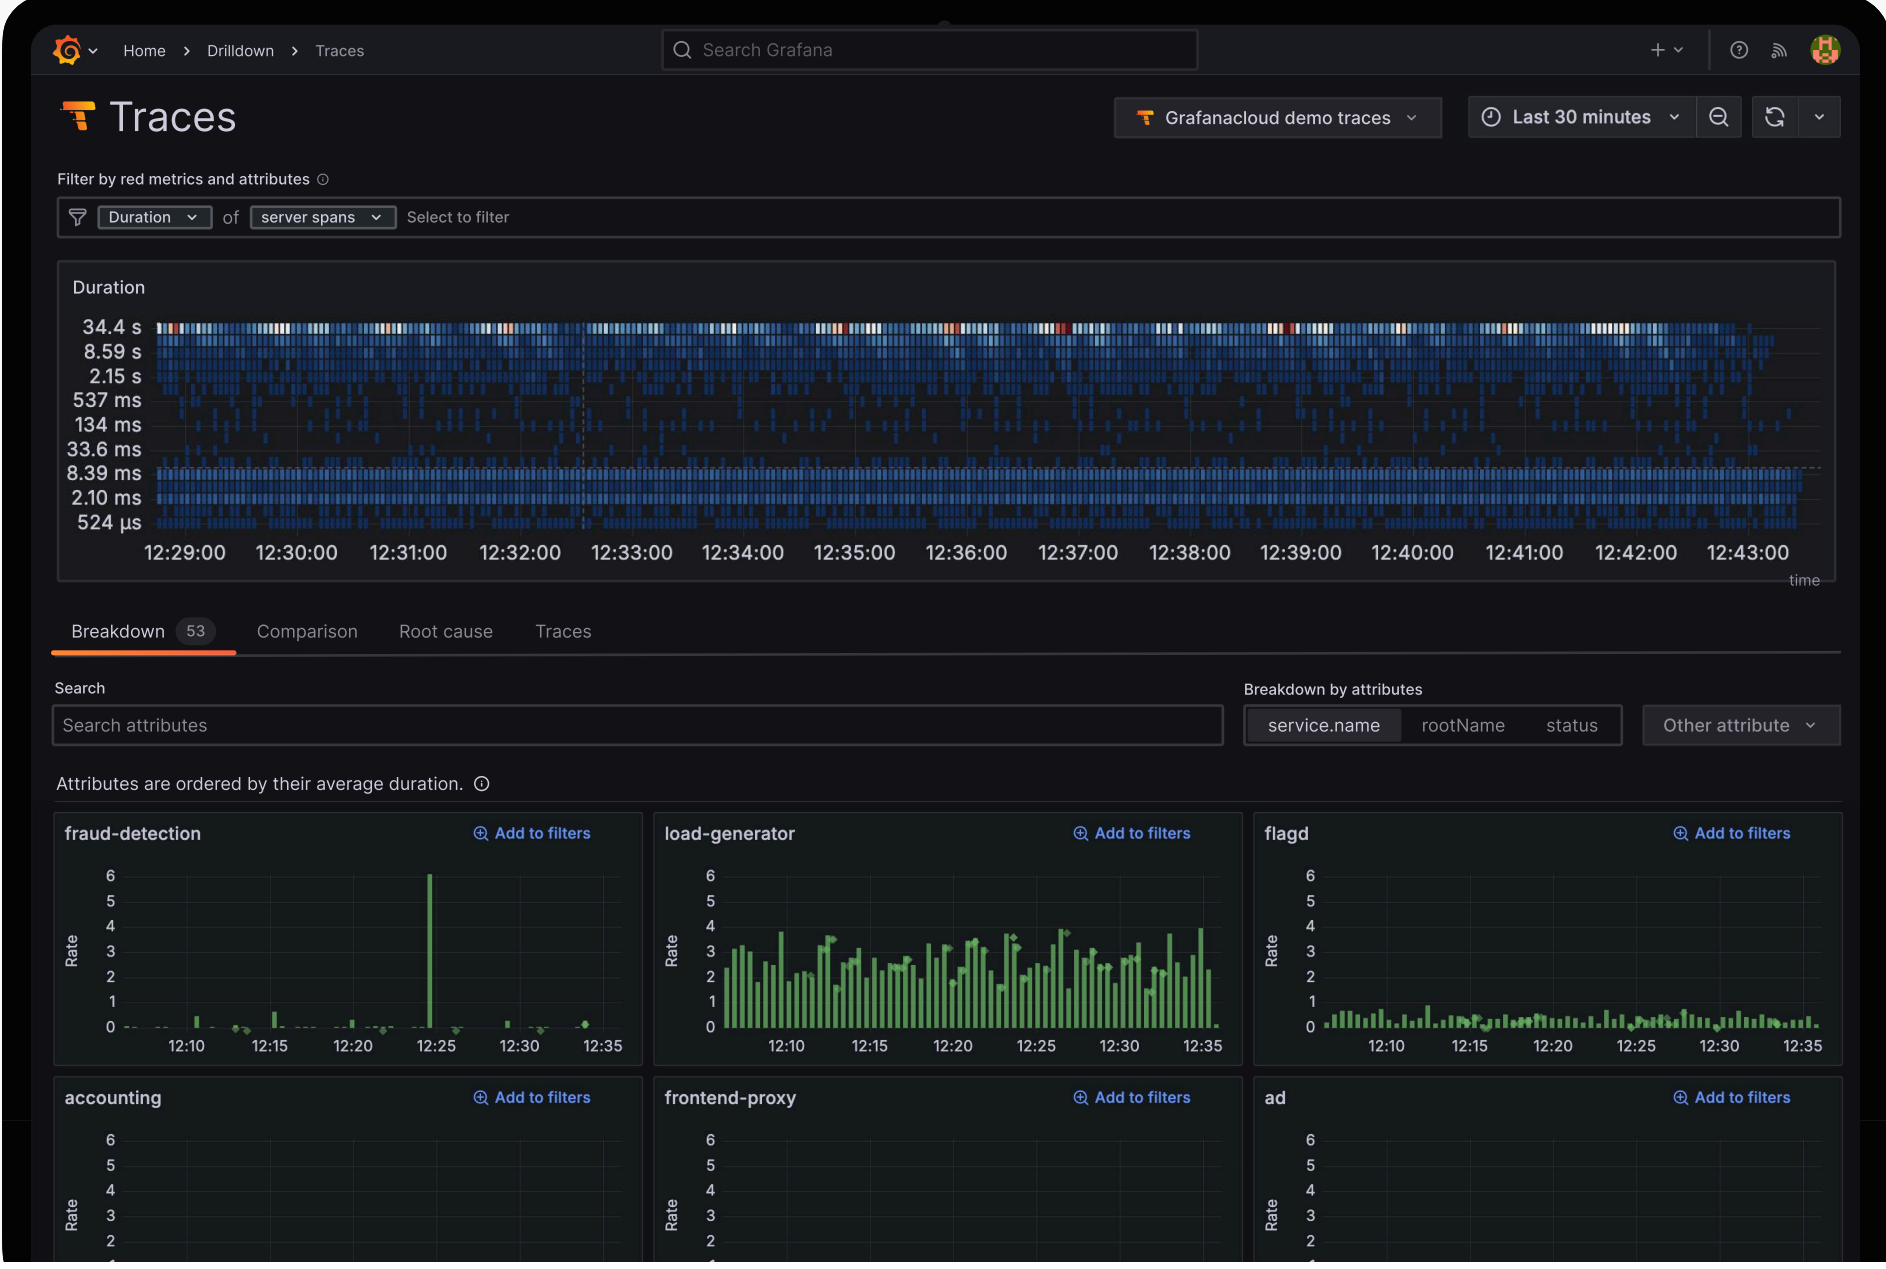 Home > Drilldown > Traces
Search Grafana
Traces
Grafanacloud demo traces
Last 30 minutes
Filter by red metrics and attributes
Duration of server spans Select to filter
Duration
34.4 s
8.59 s
2.15 s
537 ms
134 ms
33.6 ms
8.39 ms
2.10 ms
524 µs
12:29:00 12:30:00 12:31:00 12:32:00 12:33:00 12:34:00 12:35:00 12:36:00 12:37:00 12:38:00 12:39:00 12:40:00 12:41:00 12:42:00 12:43:00
time
Breakdown 53 Comparison Root cause Traces
Search
Search attributes
Breakdown by attributes
service.name rootName status
Other attribute
Attributes are ordered by their average duration.
fraud-detection
Add to filters
Rate
6
5
4
3
2
1
0
12:10 12:15 12:20 12:25 12:30 12:35
load-generator
Add to filters
Rate
6
5
4
3
2
1
0
12:10 12:15 12:20 12:25 12:30 12:35
flagd
Add to filters
Rate
6
5
4
3
2
1
0
12:10 12:15 12:20 12:25 12:30 12:35
accounting
Add to filters
Rate
6
5
4
3
2
frontend-proxy
Add to filters
Rate
6
5
4
3
2
ad
Add to filters
Rate
6
5
4
3
2